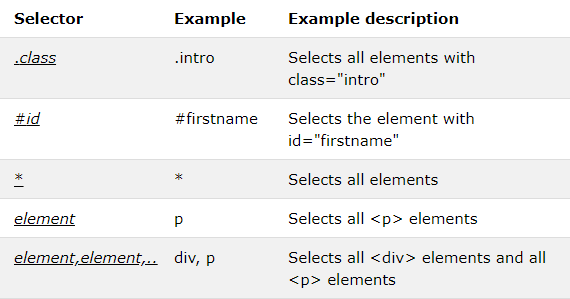 Selector Example Example description
.class .intro Selects all elements with
class="intro"
#id #firstname Selects the element with
id="firstname"
* * Selects all elements
element p Selects all <p> elements
element,element,.. div, p Selects all <div> elements and all
<p> elements